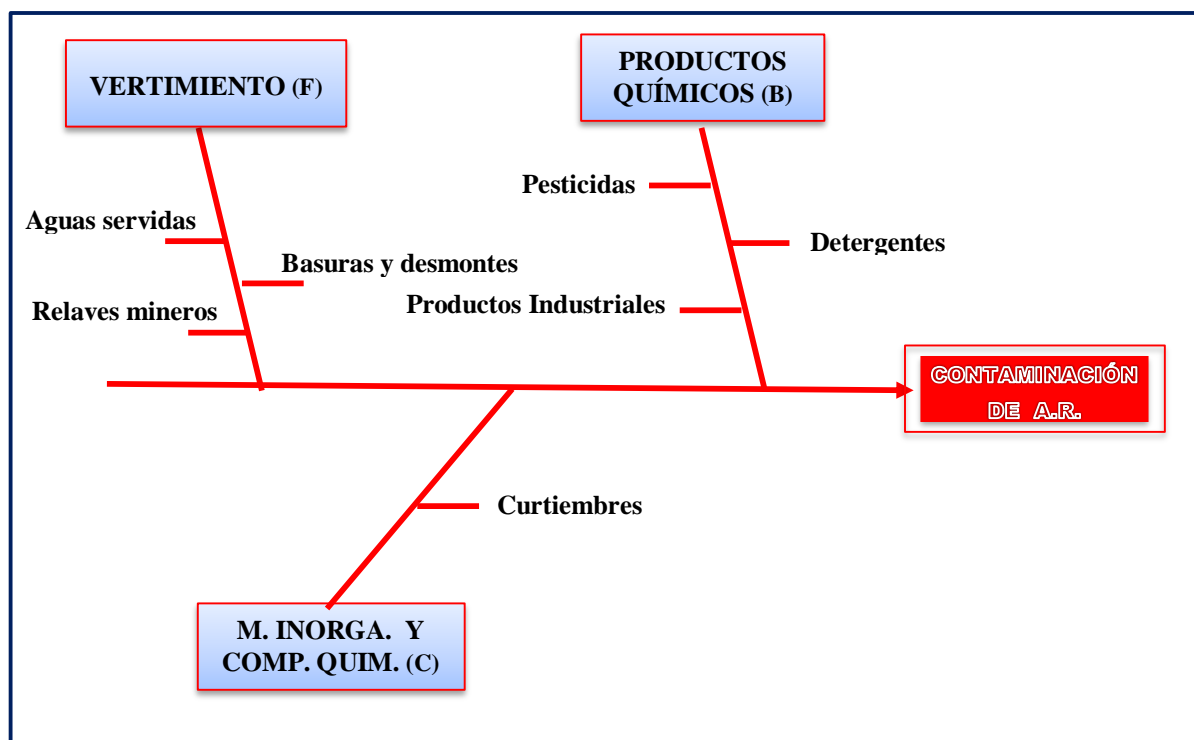 VERTIMIENTO (F)
PRODUCTOS
QUÍMICOS (B)
Pesticidas
Aguas servidas
Detergentes
Basuras y desmontes
Relaves mineros
Productos Industriales
CONTAMINACIÓN
DE A.R.
Curtiembres
M. INORGA. Y
COMP. QUIM. (C)